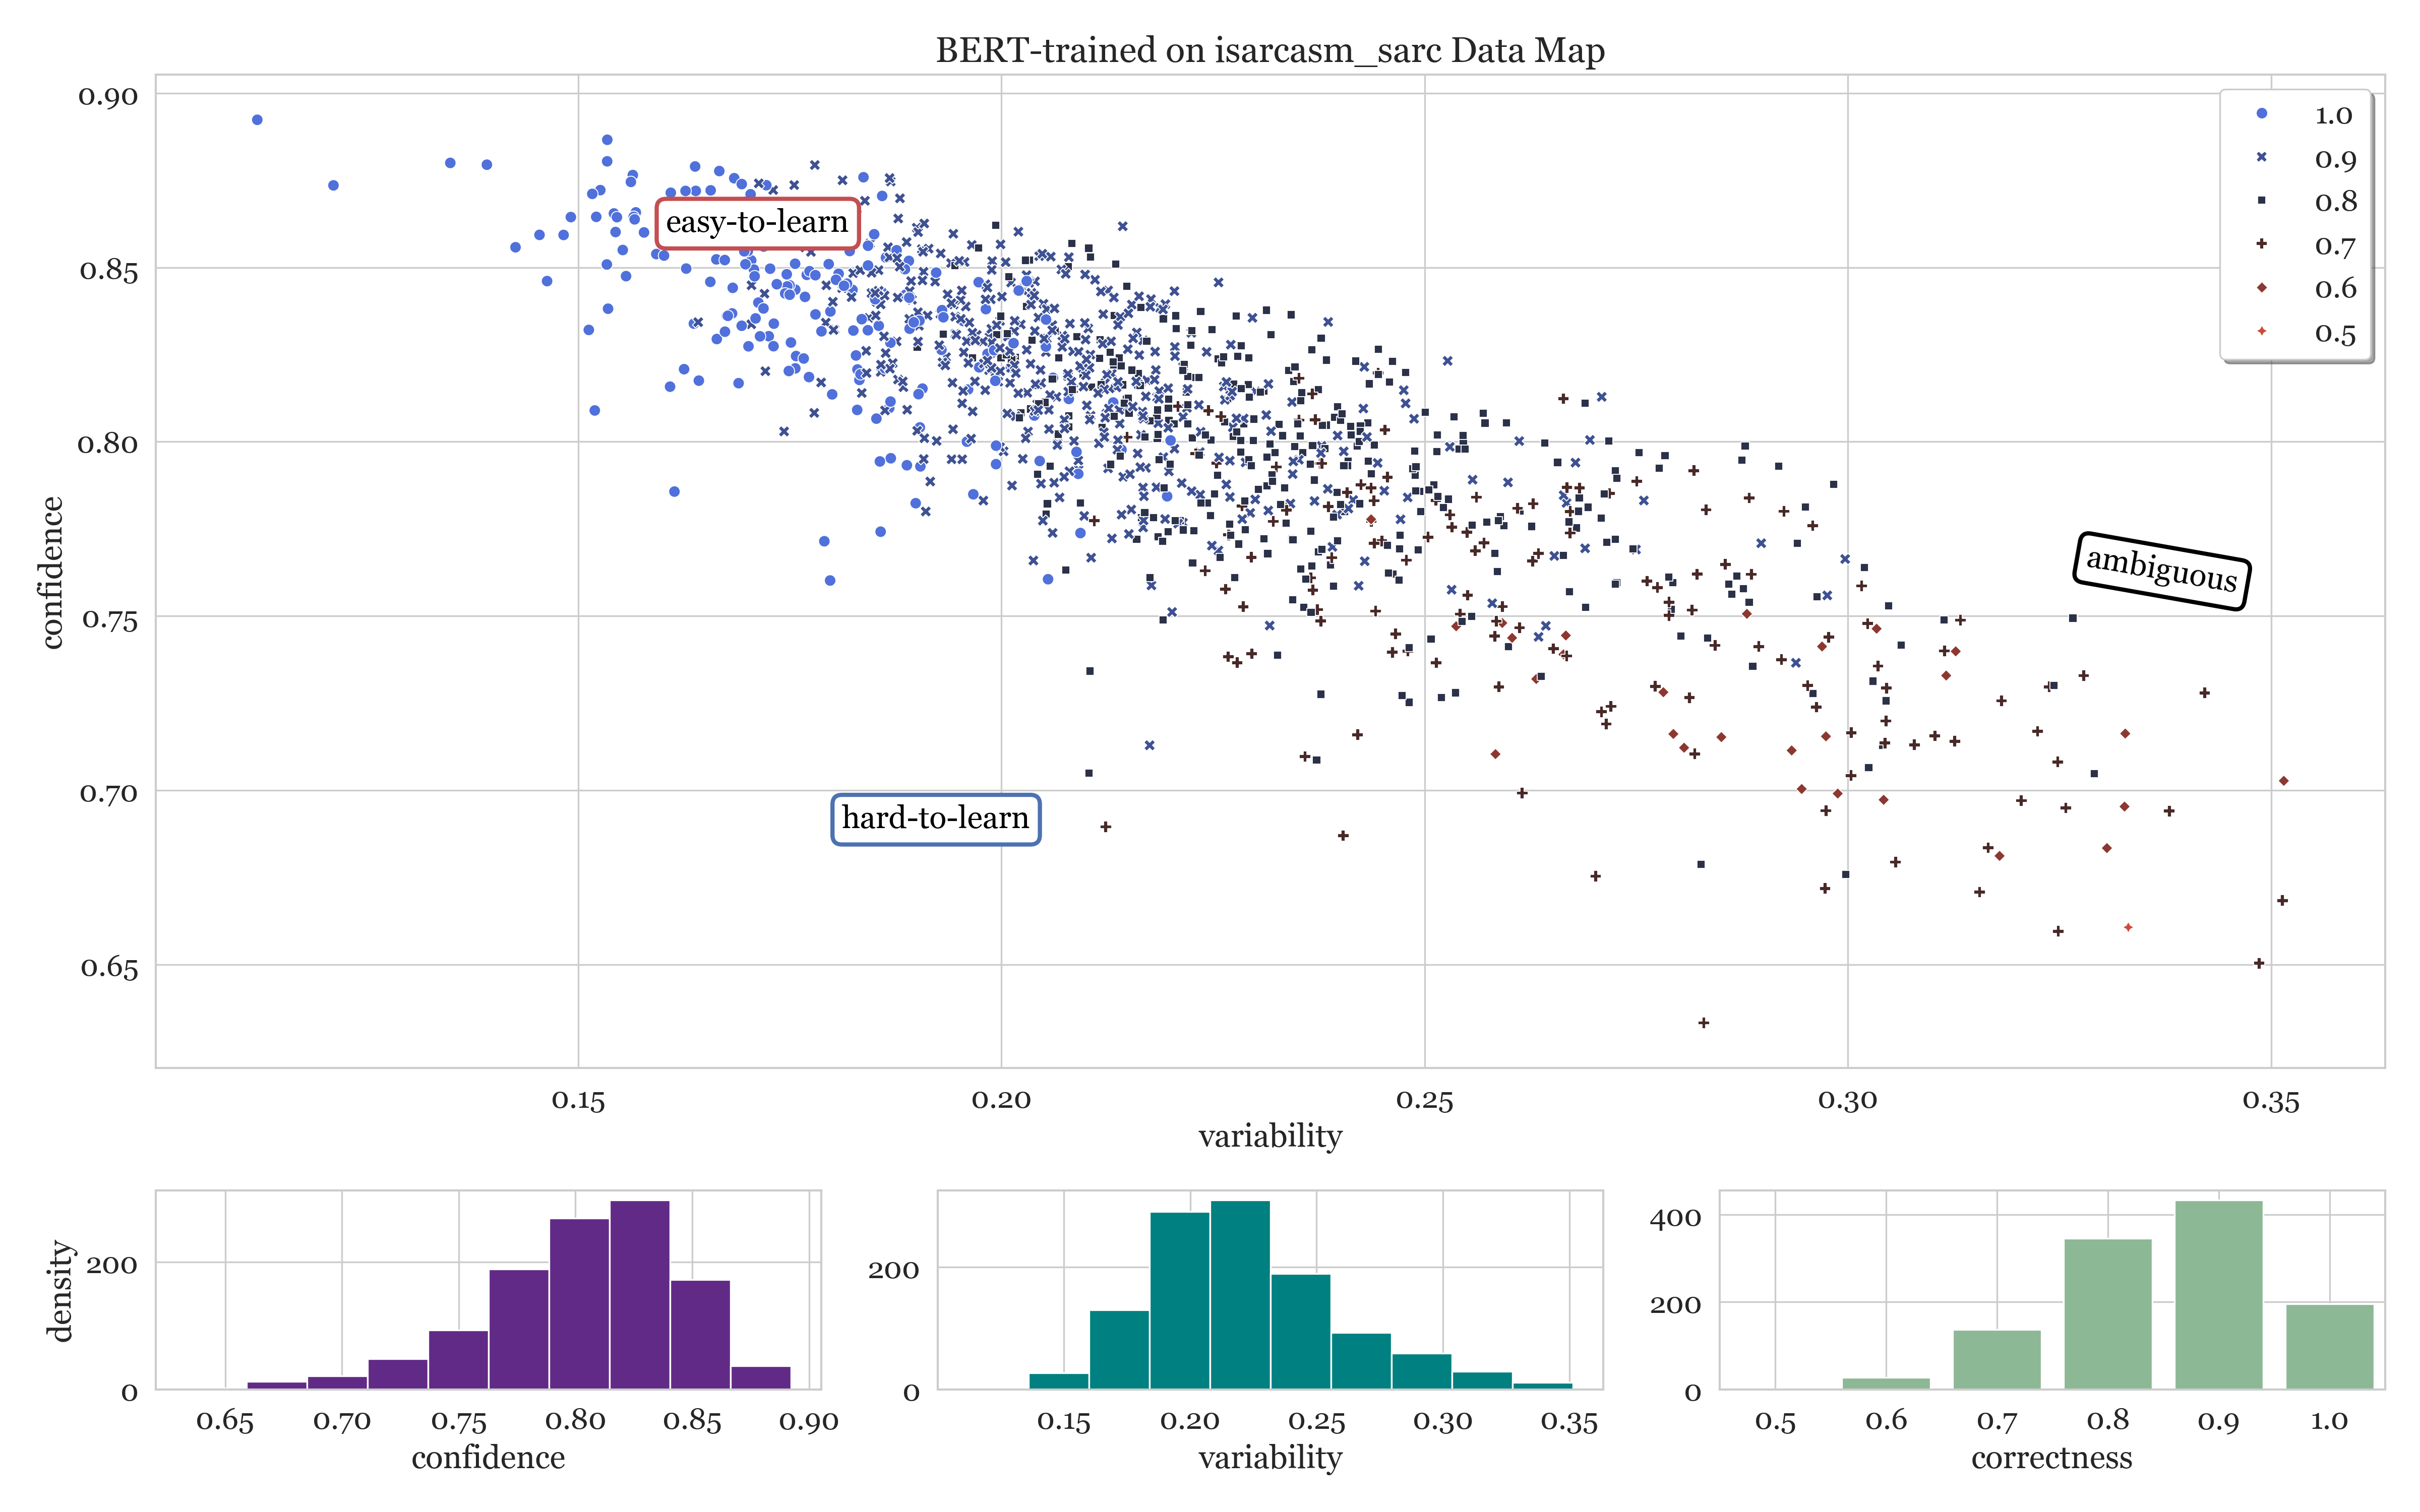 BERT-trained on isarcasm_sarc Data Map
0.90
0.85
0.80
0.75
0.70
0.65
confidence
1.0
0.9
0.8
0.7
0.6
0.5
easy-to-learn
ambiguous
hard-to-learn
0.15 0.20 0.25 0.30 0.35
variability
density
200
0
0.65 0.70 0.75 0.80 0.85 0.90
confidence
200
0
0.15 0.20 0.25 0.30 0.35
variability
400
200
0
0.5 0.6 0.7 0.8 0.9 1.0
correctness